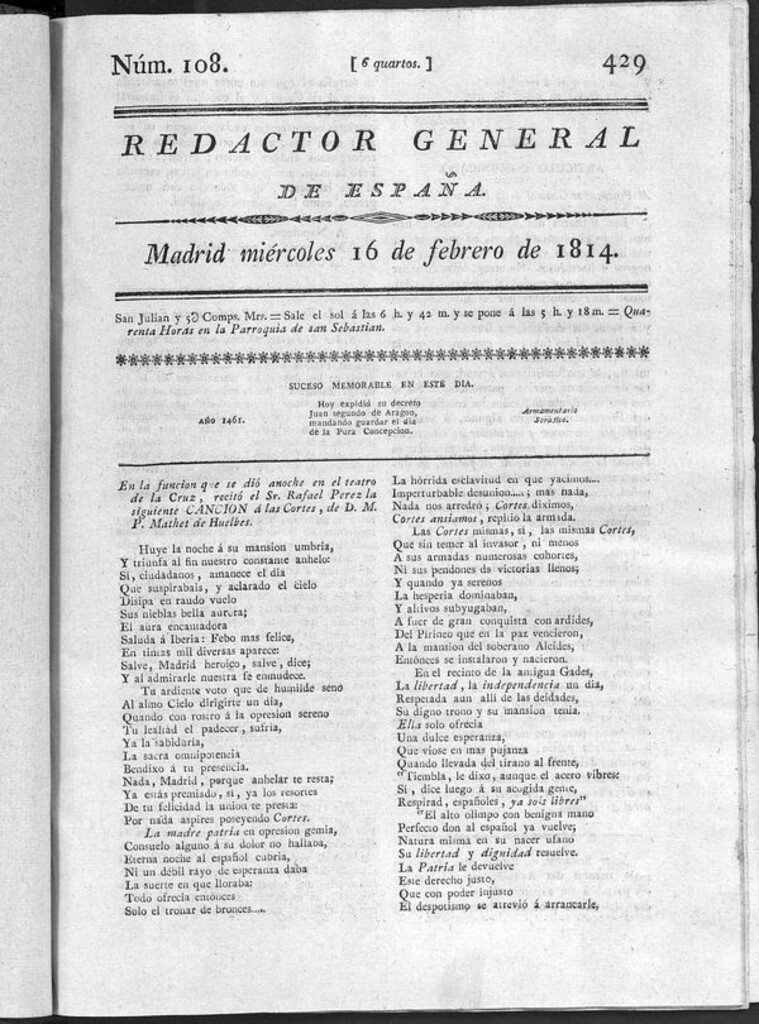 Núm. 108.
[ 6 quartos. ]
429
REDACTOR GENERAL
DE ESPAÑA.
Madrid miércoles 16 de febrero de 1814.
San Julian y 5⊙ Comps. Mrs. = Sale el sol á las 6 h. y 42 m. y se pone á las 5 h. y 18 m. = Qua-
renta Horas en la Parroquia de san Sebastian.
SUCESO MEMORABLE EN ESTE DIA.
AÑO 1461.
Hoy expidió su decreto
Juan segundo de Aragon,
mandando guardar el dia
de la Pura Concepcion.
Armamentario
Seráfico.
En la funcion que se dió anoche en el teatro
de la Cruz, recitó el Sr. Rafael Perez la
siguiente CANCION á las Cortes, de D. M.
P. Mathet de Huelbes.
Huye la noche á su mansion umbria,
Y triunfa al fin nuestro constante anhelo:
Si, ciudadanos, amanece el dia
Que suspirabais, y aclarado el cielo
Disipa en raudo vuelo
Sus nieblas bella aurora;
El aura encantadora
Saluda á Iberia: Febo mas felice,
En tintas mil diversas aparece:
Salve, Madrid heroico, salve, dice;
Y al admirarle nuestra fe enmudece.
Tu ardiente voto que de humilde seno
Al almo Cielo dirigirte un dia,
Quando con rostro á la opresion sereno
Tu lealtad el padecer, sufria,
Ya la sabiduría,
La sacra omnipotencia
Bendixo á tu presencia.
Nada, Madrid, porque anhelar te resta;
Ya estás premiado, si, ya los resortes
De tu felicidad la union te presta:
Por nada aspires poseyendo Cortes.
La madre patria en opresion gemia,
Consuelo alguno á su dolor no hallaba,
Eterna noche al español cubria,
Ni un débil rayo de esperanza daba
La suerte en que lloraba:
Todo ofrecia entónces
Solo el tronar de bronces....
La hórrida esclavitud en que yacimos...
Imperturbable desunion....; mas nada,
Nada nos arredró; Cortes diximos,
Cortes ansiamos, repitio la armada.
Las Cortes mismas, si, las mismas Cortes,
Que sin temer al invasor, ni menos
A sus armadas numerosas cohortes,
Ni sus pendones de victorias llenos;
Y quando ya serenos
La hesperia dominaban,
Y altivos subyugaban,
A fuer de gran conquista con ardides,
Del Pirineo que en la paz vencieron,
A la mansion del soberano Alcides,
Entónces se instalaron y nacieron.
En el recinto de la antigua Gades,
La libertad, la independencia un dia,
Respetada aun allí de las deidades,
Su digno trono y su mansion tenia.
Ella solo ofrecia
Una dulce esperanza,
Que viose en mas pujanza
Quando llevada del tirano al frente,
"Tiembla, le dixo, aunque el acero vibres:
Si, dice luego á su acogida gente,
Respirad, españoles, ya sois libres"
"El alto olimpo con benigna mano
Perfecto don al español ya vuelve;
Natura misma en su nacer ufano
Su libertad y dignidad resuelve.
La Patria le devuelve
Este derecho justo,
Que con poder injusto
El despotismo se atrevió á arrancarle,